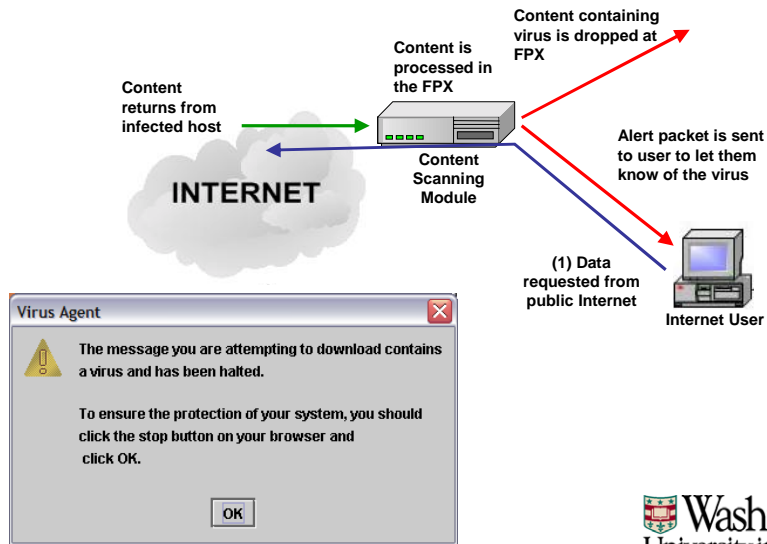 Content containing
virus is dropped at
FPX
Content is
processed in
the FPX
Content
returns from
infected host
Alert packet is sent
to user to let them
know of the virus
INTERNET
Content
Scanning
Module
(1) Data
requested from
public Internet
Internet User
Virus Agent
The message you are attempting to download contains
a virus and has been halted.
To ensure the protection of your system, you should
click the stop button on your browser and
click OK.
OK
Wash